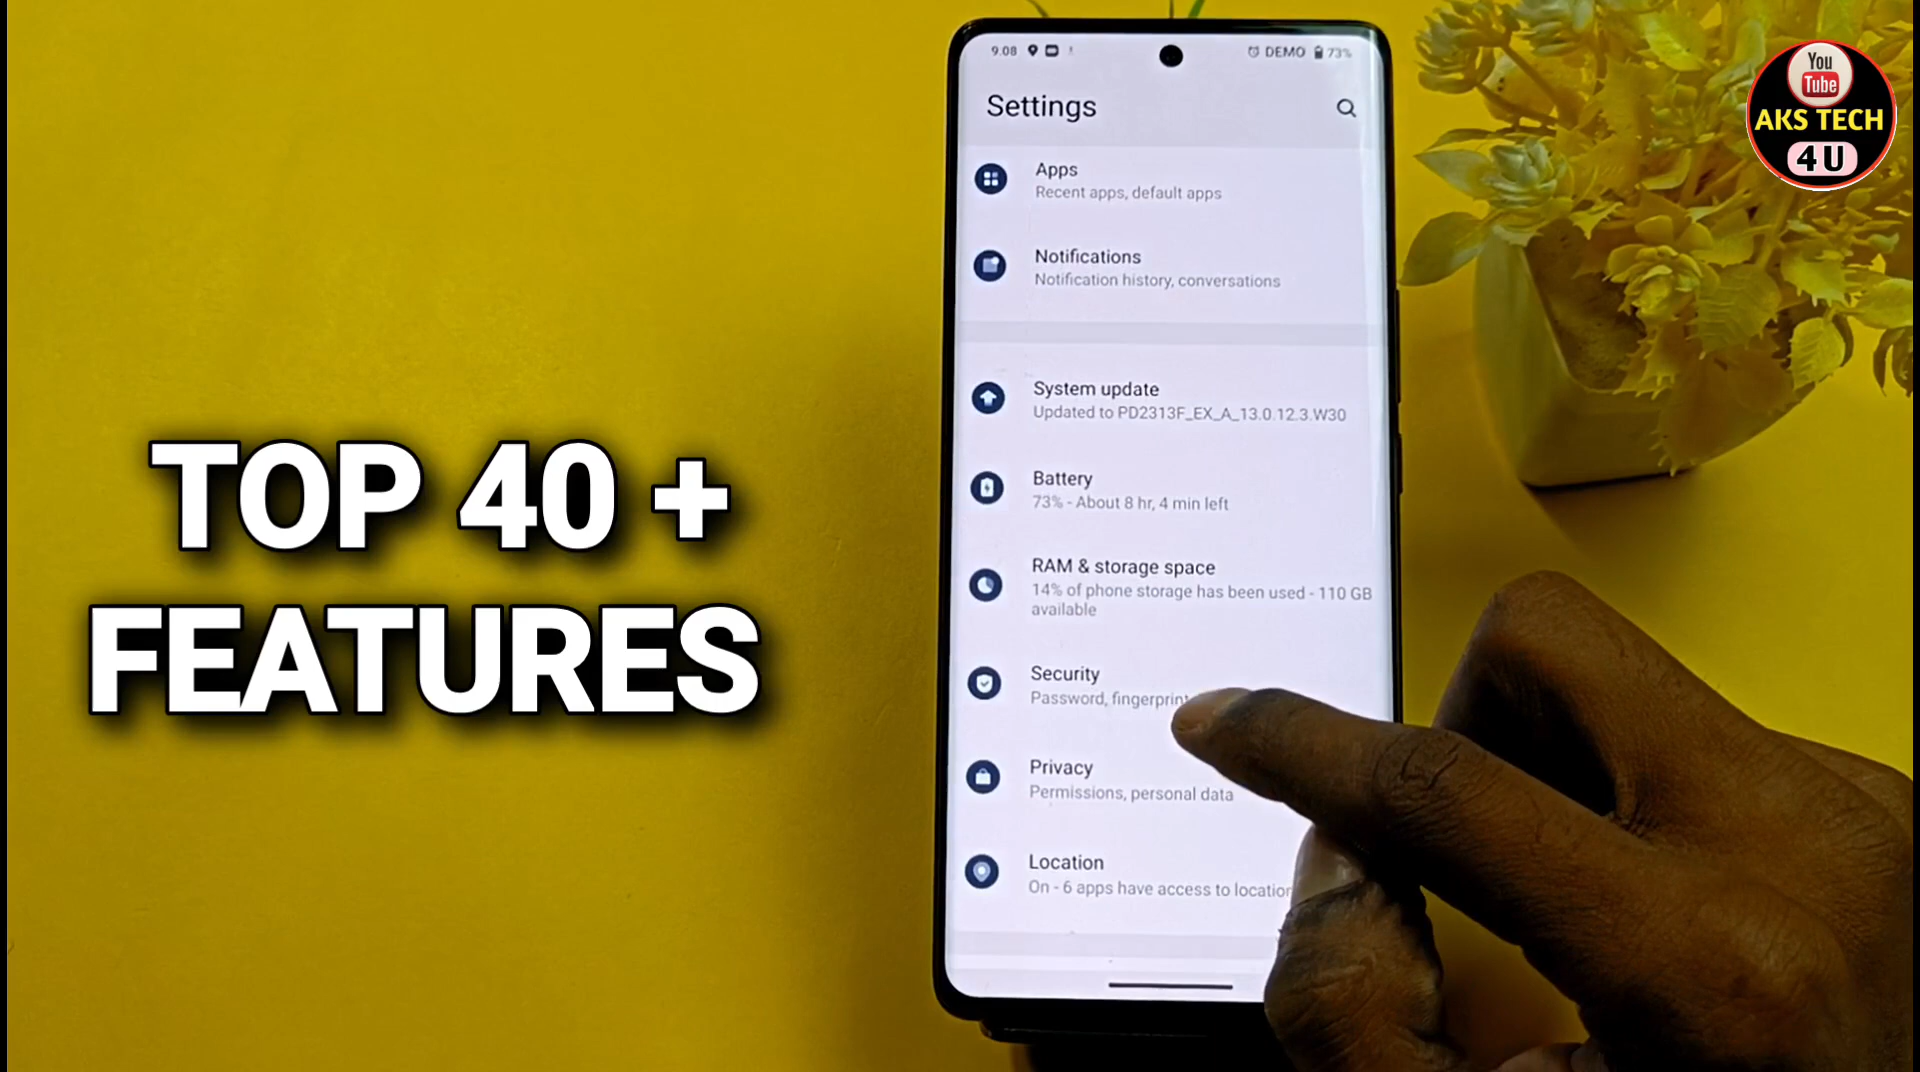 TOP 40 +
FEATURES
9:08
DEMO 73%
Settings
Apps
Recent apps, default apps
Notifications
Notification history, conversations
System update
Updated to PD2313F_EX_A_13.0.12.3.W30
Battery
73% - About 8 hr, 4 min left
RAM & storage space
14% of phone storage has been used - 110 GB
available
Security
Password, fingerprint
Privacy
Permissions, personal data
Location
On - 6 apps have access to location
You
Tube
AKS TECH
4 U